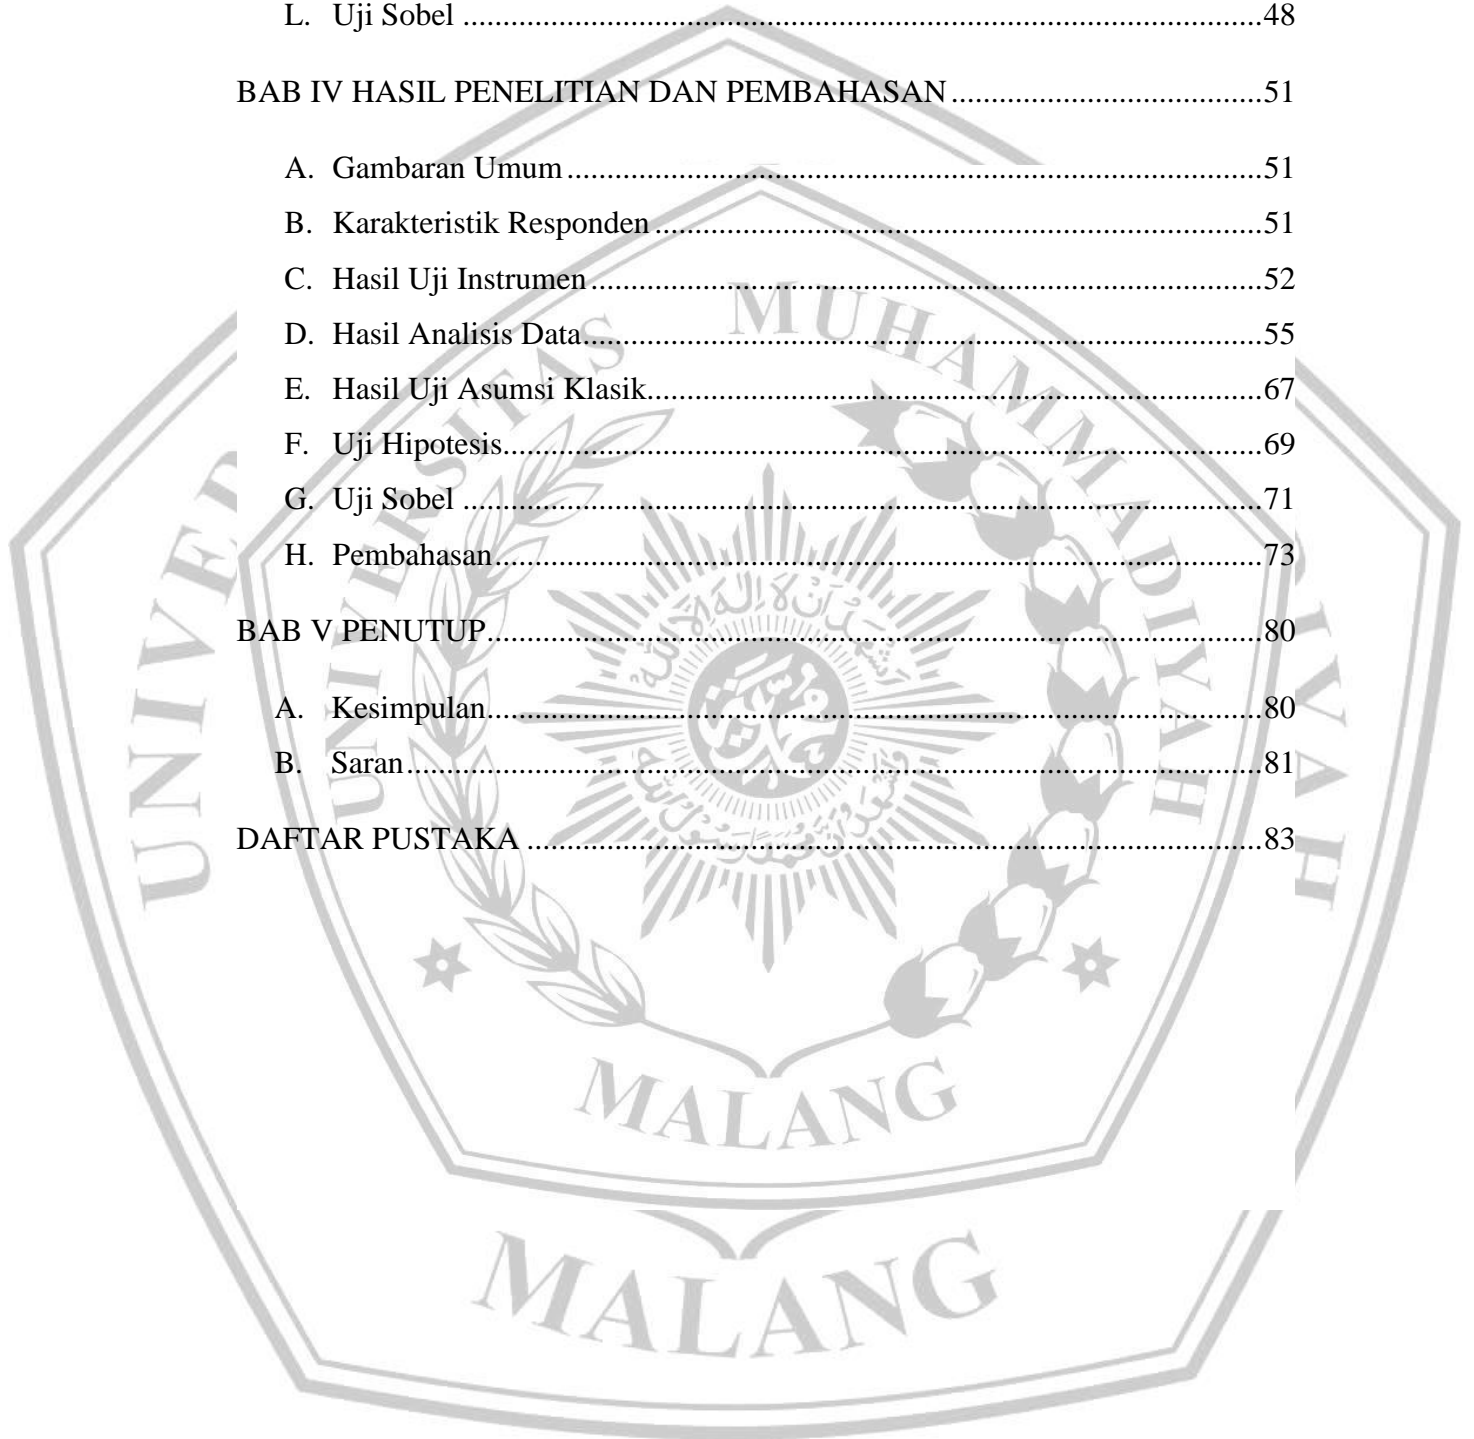 L. Uji Sobel ....................................................................................................48
BAB IV HASIL PENELITIAN DAN PEMBAHASAN .......................................51
A. Gambaran Umum .......................................................................................51
B. Karakteristik Responden ............................................................................51
C. Hasil Uji Instrumen ....................................................................................52
D. Hasil Analisis Data .....................................................................................55
E. Hasil Uji Asumsi Klasik .............................................................................67
F. Uji Hipotesis ...............................................................................................69
G. Uji Sobel ....................................................................................................71
H. Pembahasan ................................................................................................73
BAB V PENUTUP .................................................................................................80
A. Kesimpulan .................................................................................................80
B. Saran ...........................................................................................................81
DAFTAR PUSTAKA ............................................................................................83
UNIVERSITAS MUHAMMADIYAH
MALANG
MALANG